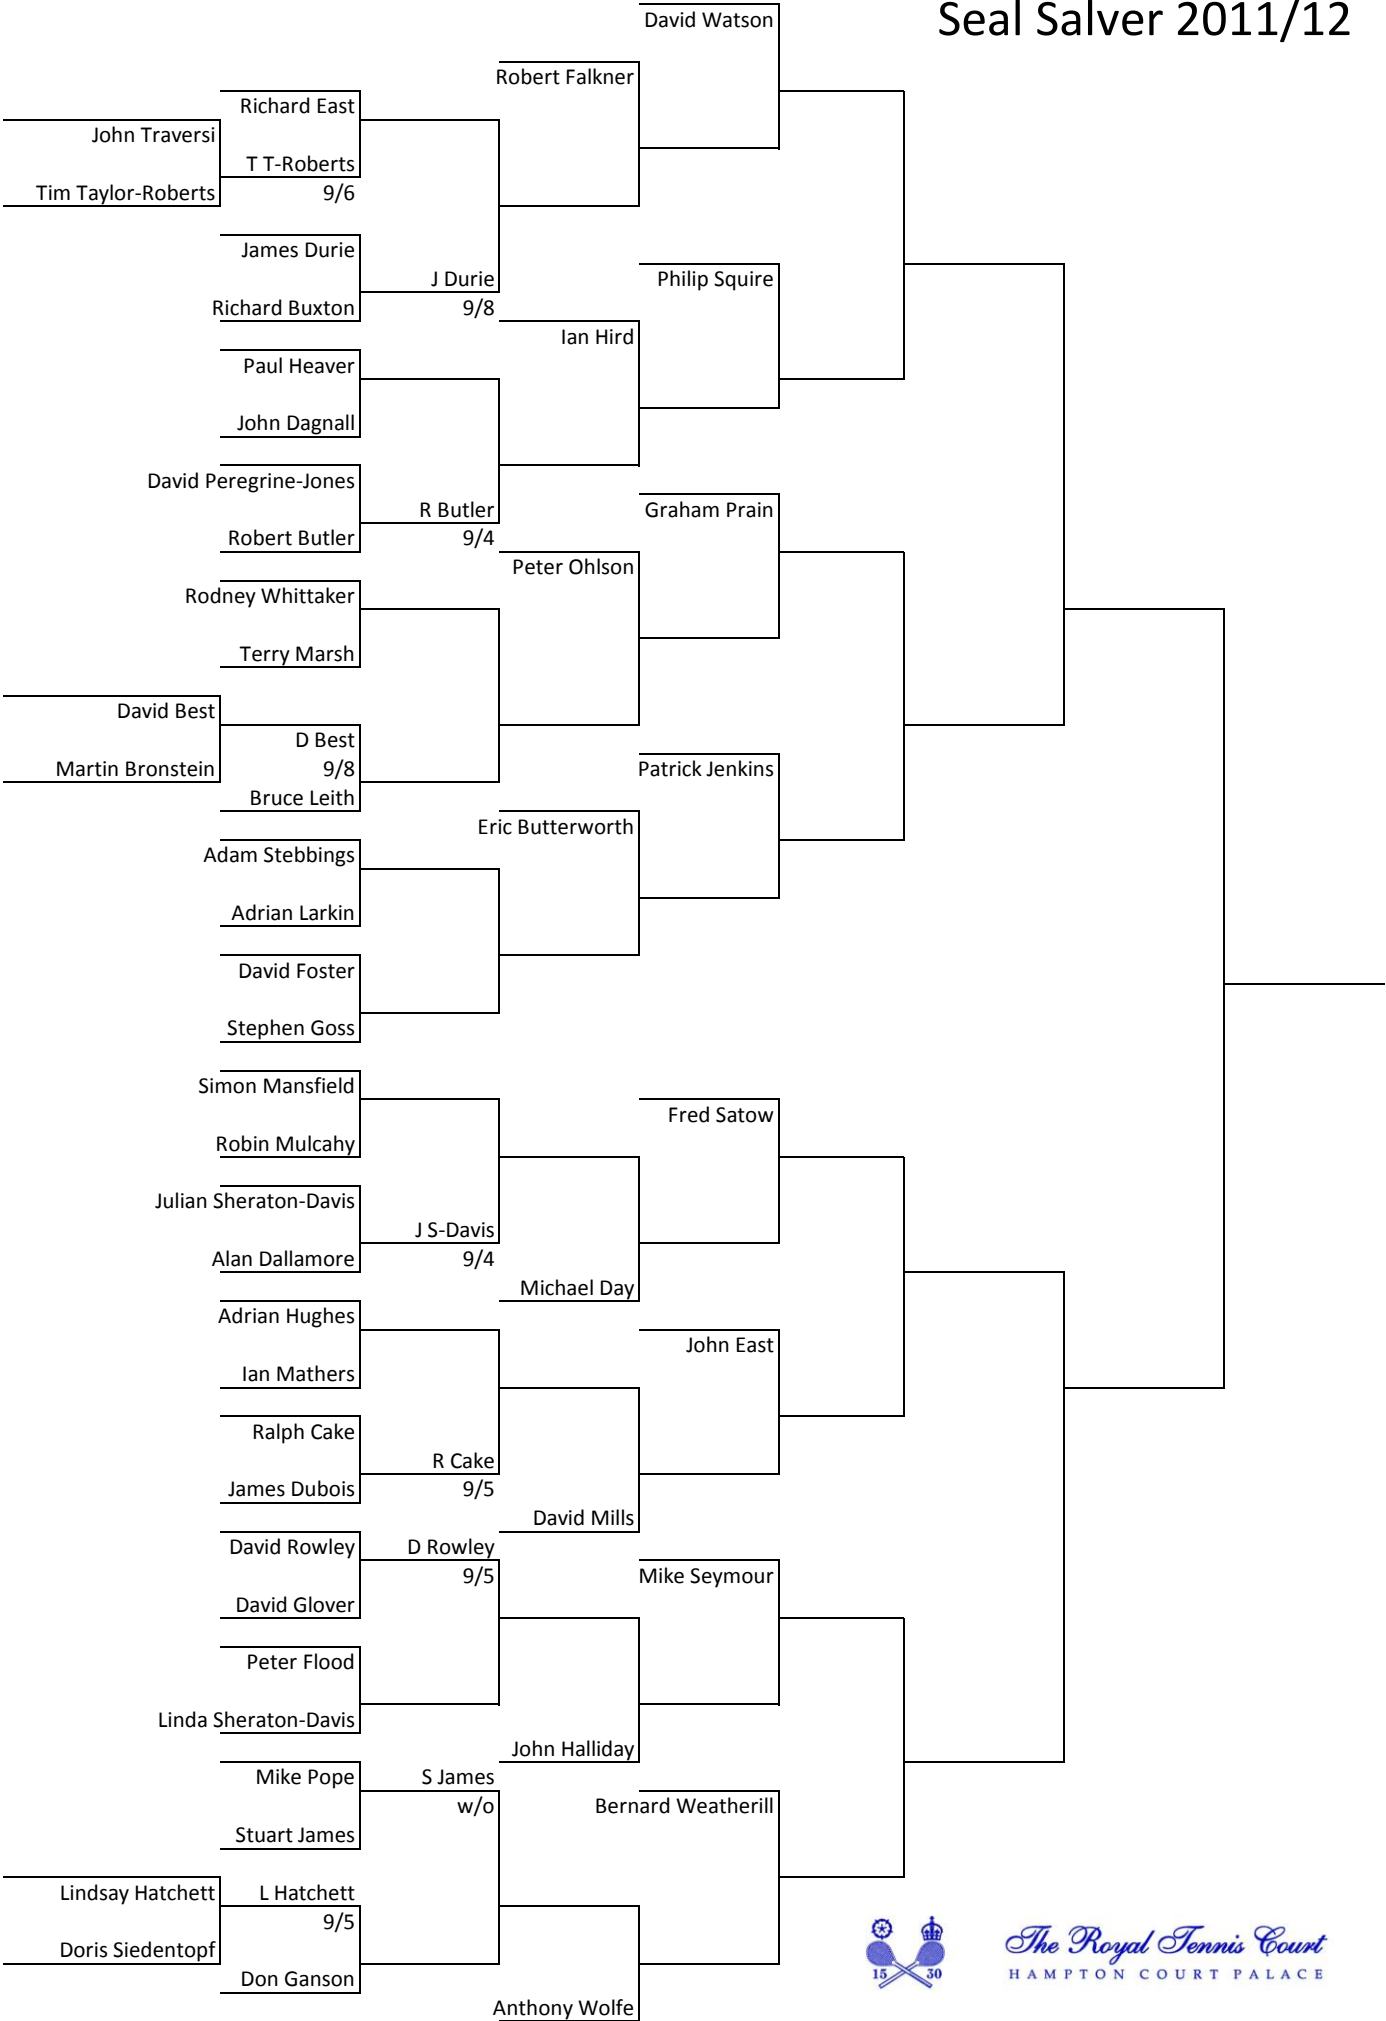 Seal Salver 2011/12
David Watson
Robert Falkner
Richard East
John Traversi
T T-Roberts
Tim Taylor-Roberts
9/6
James Durie
J Durie
Philip Squire
Richard Buxton
9/8
Ian Hird
Paul Heaver
John Dagnall
David Peregrine-Jones
R Butler
Graham Prain
Robert Butler
9/4
Peter Ohlson
Rodney Whittaker
Terry Marsh
David Best
D Best
Martin Bronstein
9/8
Patrick Jenkins
Bruce Leith
Eric Butterworth
Adam Stebbings
Adrian Larkin
David Foster
Stephen Goss
Simon Mansfield
Fred Satow
Robin Mulcahy
Julian Sheraton-Davis
J S-Davis
Alan Dallamore
9/4
Michael Day
Adrian Hughes
John East
Ian Mathers
Ralph Cake
R Cake
James Dubois
9/5
David Mills
David Rowley
D Rowley
9/5
Mike Seymour
David Glover
Peter Flood
Linda Sheraton-Davis
John Halliday
Mike Pope
S James
w/o
Bernard Weatherill
Stuart James
Lindsay Hatchett
L Hatchett
9/5
Doris Siedentopf
Don Ganson
Anthony Wolfe
The Royal Tennis Court
HAMPTON COURT PALACE
15 30